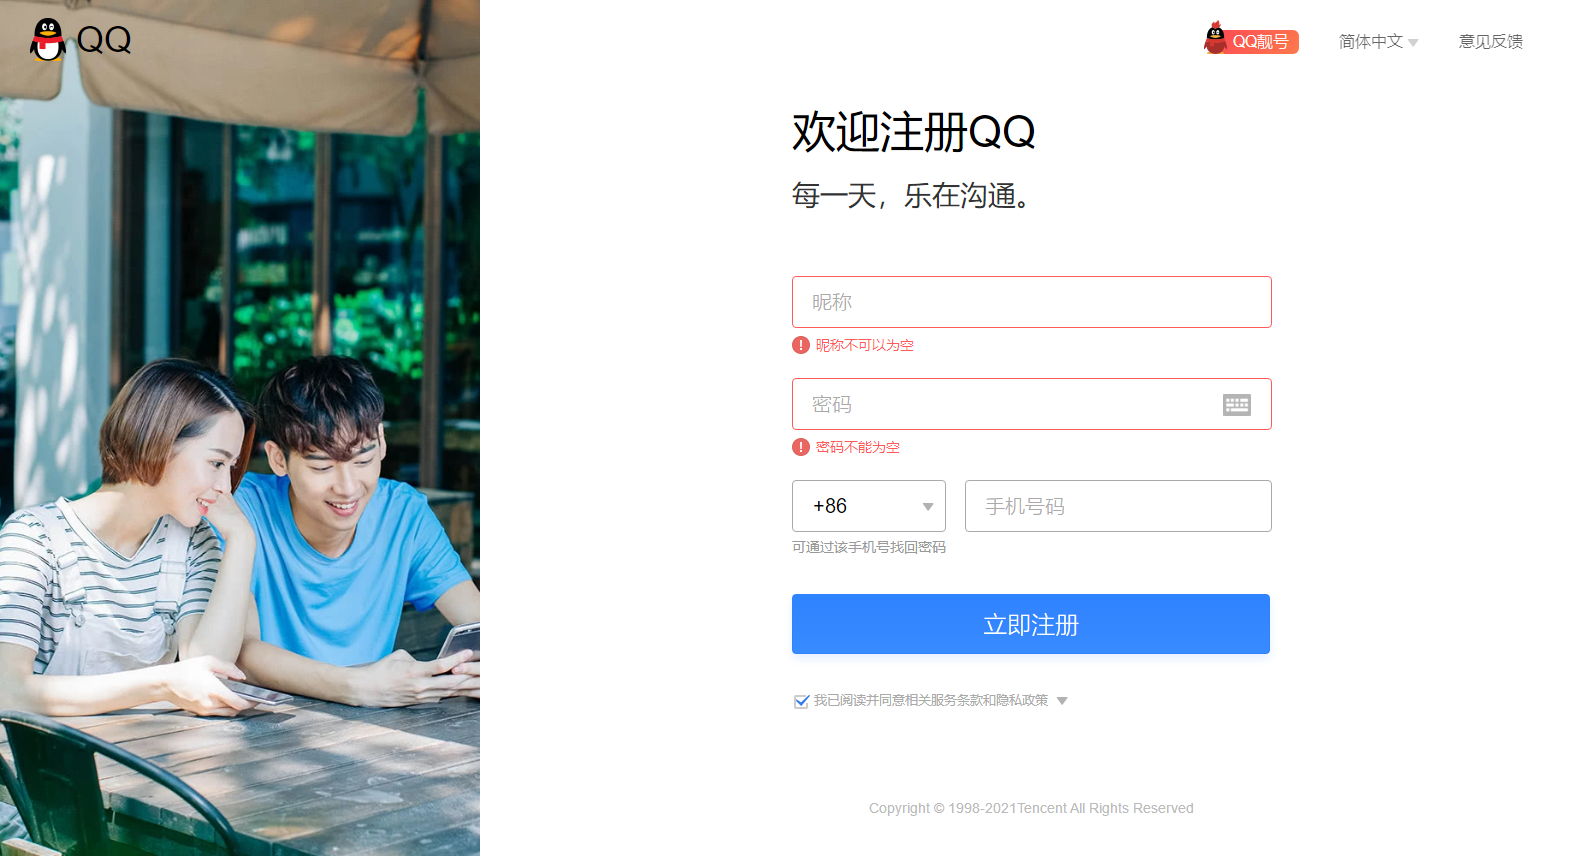 QQ
QQ靓号
简体中文
意见反馈
欢迎注册QQ
每一天，乐在沟通。
昵称
昵称不可以为空
密码
密码不能为空
+86
手机号码
可通过该手机号找回密码
立即注册
我已阅读并同意相关服务条款和隐私政策
Copyright © 1998-2021Tencent All Rights Reserved